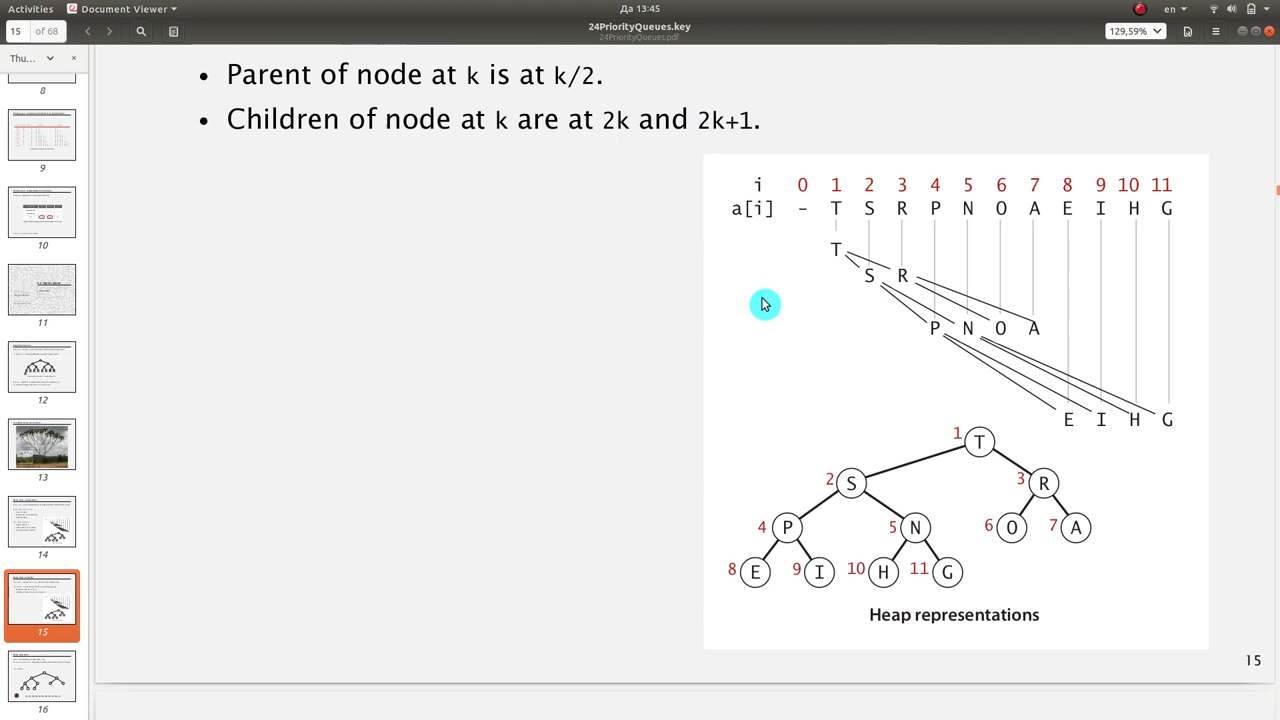 Activities Document Viewer Да 13:45 en
15 of 68 24PriorityQueues.key 129,59%
24PriorityQueues.pdf
Thu...
8
9
10
11
12
13
14
15
16
• Parent of node at k is at k/2.
• Children of node at k are at 2k and 2k+1.
i 0 1 2 3 4 5 6 7 8 9 10 11
a[i] – T S R P N O A E I H G
T
S R
P N O A
E I H G
1 T
2 S 3 R
4 P 5 N 6 O 7 A
8 E 9 I 10 H 11 G
Heap representations
15